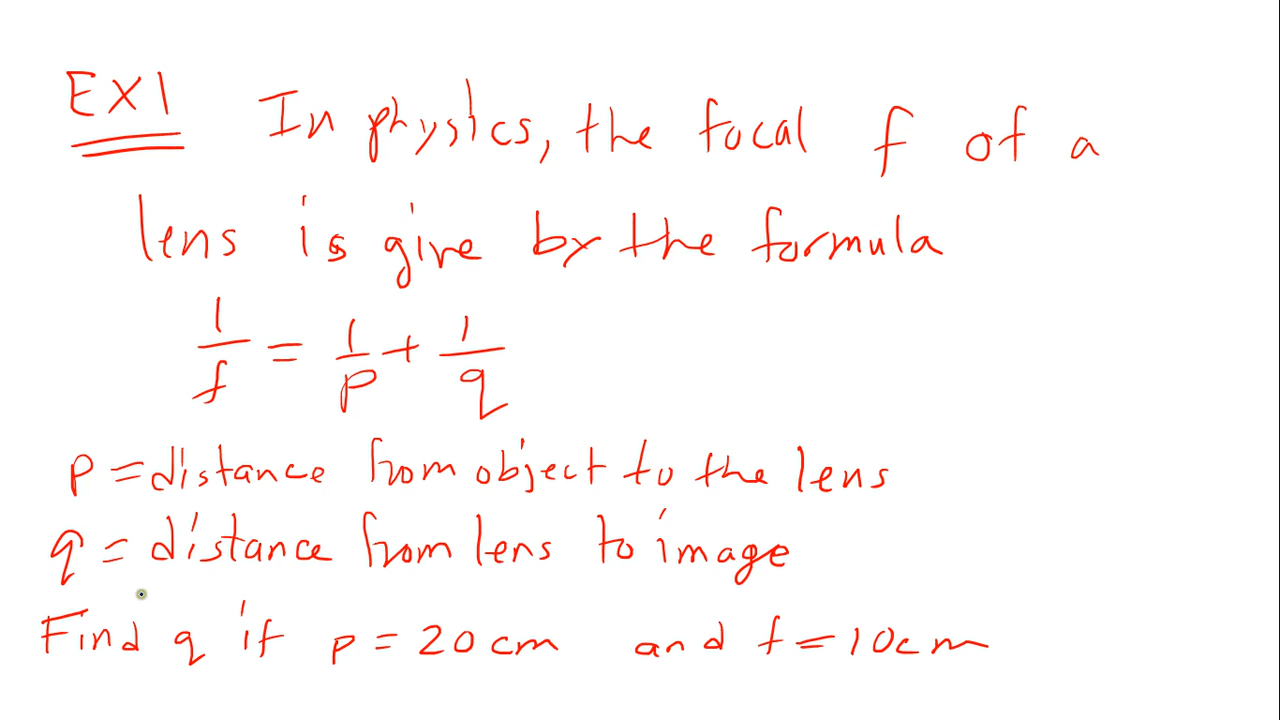 EX1 In physics, the focal f of a
lens is give by the formula
1/f = 1/p + 1/q
p = distance from object to the lens
q = distance from lens to image
Find q if p = 20 cm and f = 10 cm